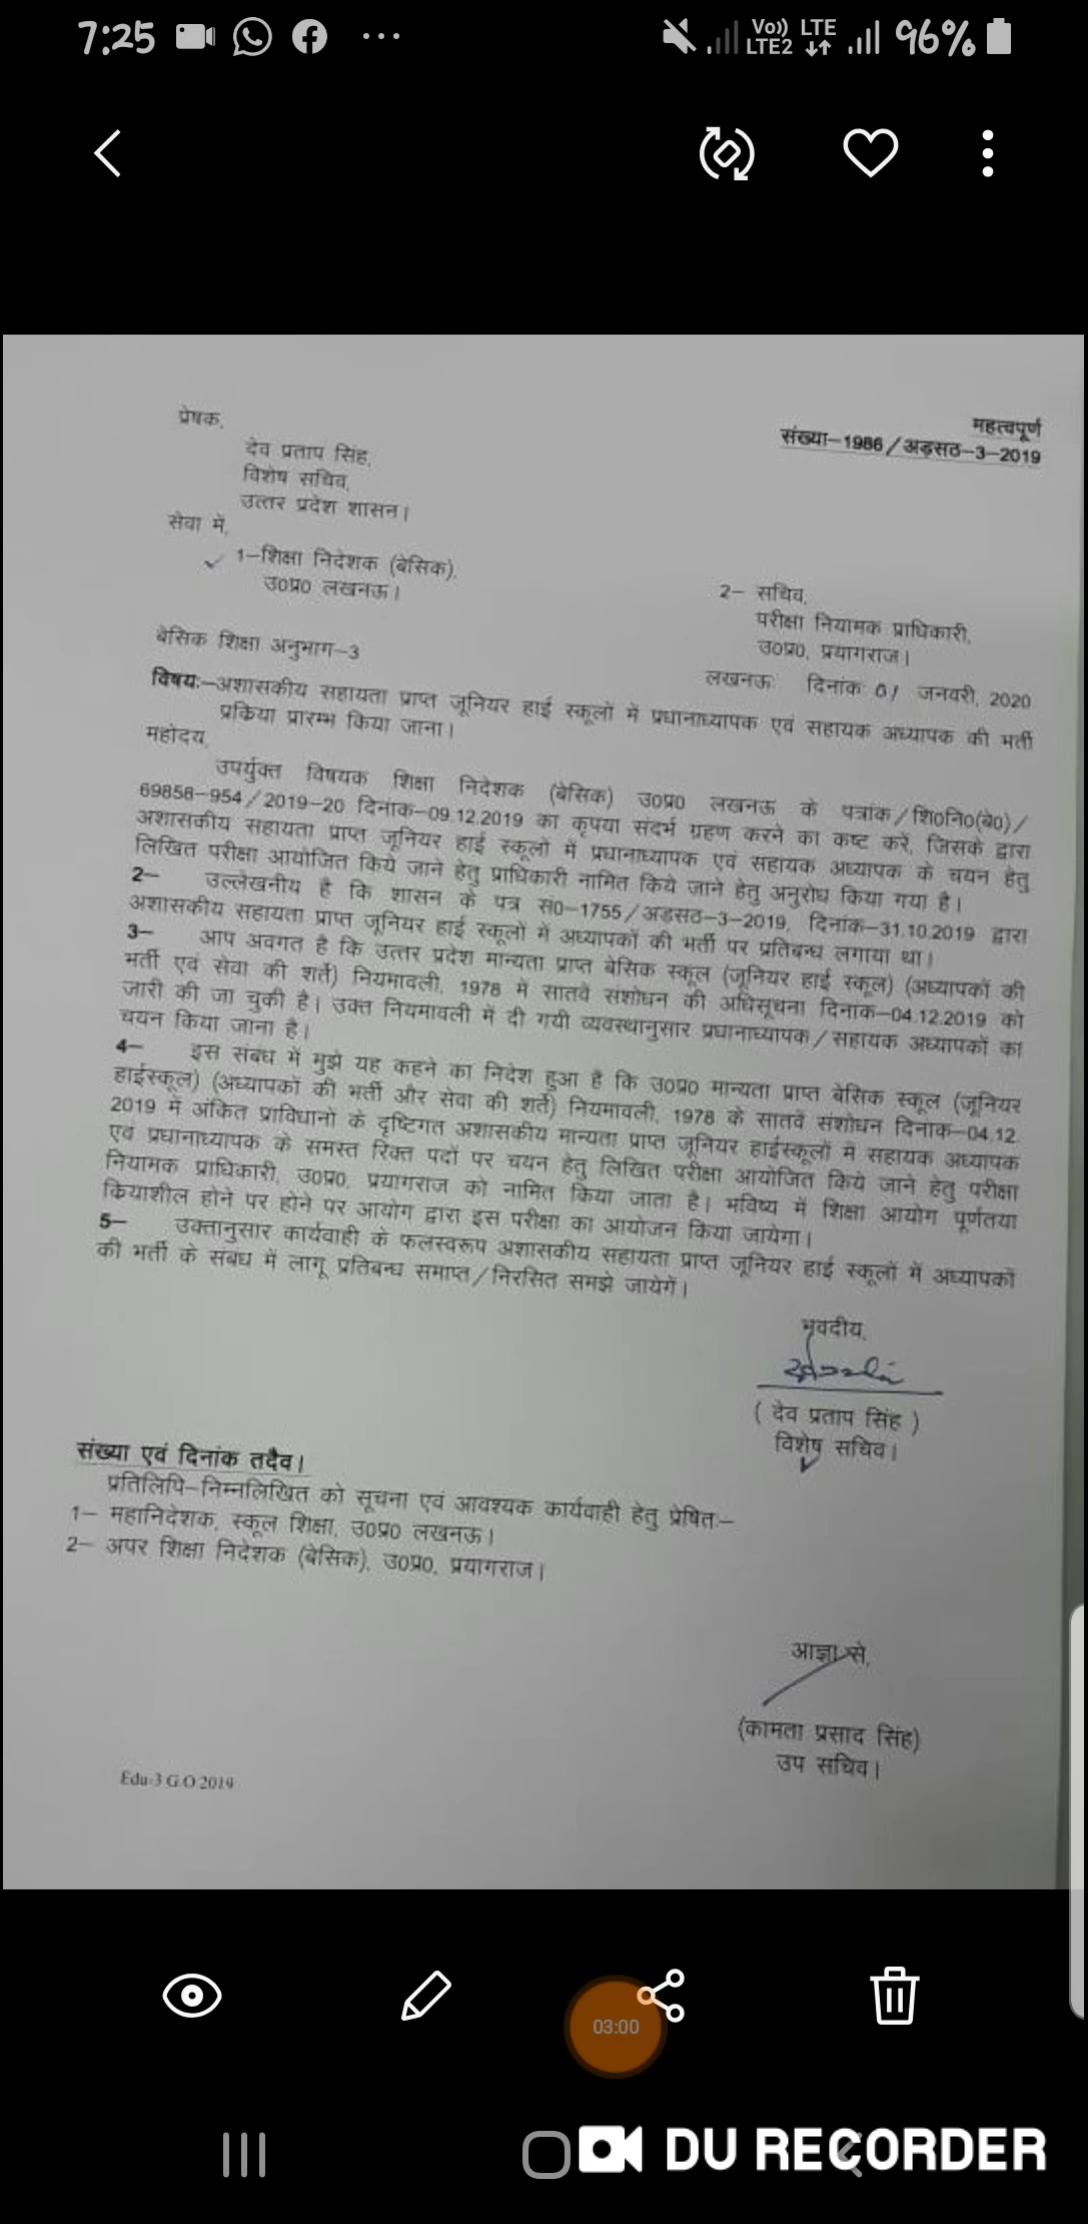 7:25
Vo)) LTE2 LTE 96%
प्रेषक,
महत्वपूर्ण
संख्या-1986/अड़सठ-3-2019
देव प्रताप सिंह,
विशेष सचिव,
उत्तर प्रदेश शासन।
सेवा में,
1-शिक्षा निदेशक (बेसिक),
उ0प्र0 लखनऊ।
2- सचिव,
परीक्षा नियामक प्राधिकारी,
उ0प्र0, प्रयागराज।
बेसिक शिक्षा अनुभाग-3
लखनऊः दिनांकः 01 जनवरी, 2020
विषयः-अशासकीय सहायता प्राप्त जूनियर हाई स्कूलों में प्रधानाध्यापक एवं सहायक अध्यापक की भर्ती
प्रकिया प्रारम्भ किया जाना।
महोदय,
उपर्युक्त विषयक शिक्षा निदेशक (बेसिक) उ0प्र0 लखनऊ के पत्रांक/शि0नि0(बे0)/
69858-954/2019-20 दिनांक-09.12.2019 का कृपया संदर्भ ग्रहण करने का कष्ट करें, जिसके द्वारा
अशासकीय सहायता प्राप्त जूनियर हाई स्कूलों में प्रधानाध्यापक एवं सहायक अध्यापक के चयन हेतु
लिखित परीक्षा आयोजित किये जाने हेतु प्राधिकारी नामित किये जाने हेतु अनुरोध किया गया है।
2- उल्लेखनीय है कि शासन के पत्र सं0-1755/अड़सठ-3-2019, दिनांक-31.10.2019 द्वारा
अशासकीय सहायता प्राप्त जूनियर हाई स्कूलों में अध्यापकों की भर्ती पर प्रतिबन्ध लगाया था।
3- आप अवगत है कि उत्तर प्रदेश मान्यता प्राप्त बेसिक स्कूल (जूनियर हाई स्कूल) (अध्यापकों की
भर्ती एवं सेवा की शर्ते) नियमावली, 1978 में सातवें संशोधन की अधिसूचना दिनांक-04.12.2019 को
जारी की जा चुकी है। उक्त नियमावली में दी गयी व्यवस्थानुसार प्रधानाध्यापक/सहायक अध्यापकों का
चयन किया जाना है।
4- इस संबंध में मुझे यह कहने का निदेश हुआ है कि उ0प्र0 मान्यता प्राप्त बेसिक स्कूल (जूनियर
हाईस्कूल) (अध्यापकों की भर्ती और सेवा की शर्ते) नियमावली, 1978 के सातवें संशोधन दिनांक-04.12.
2019 में अंकित प्राविधानों के दृष्टिगत अशासकीय मान्यता प्राप्त जूनियर हाईस्कूलों में सहायक अध्यापक
एवं प्रधानाध्यापक के समस्त रिक्त पदों पर चयन हेतु लिखित परीक्षा आयोजित किये जाने हेतु परीक्षा
नियामक प्राधिकारी, उ0प्र0, प्रयागराज को नामित किया जाता है। भविष्य में शिक्षा आयोग पूर्णतया
कियाशील होने पर होने पर आयोग द्वारा इस परीक्षा का आयोजन किया जायेगा।
5- उक्तानुसार कार्यवाही के फलस्वरूप अशासकीय सहायता प्राप्त जूनियर हाई स्कूलों में अध्यापकों
की भर्ती के संबंध में लागू प्रतिबन्ध समाप्त/निरसित समझे जायेगें।
भवदीय,
( देव प्रताप सिंह )
विशेष सचिव।
संख्या एवं दिनांक तदैव।
प्रतिलिपि-निम्नलिखित को सूचना एवं आवश्यक कार्यवाही हेतु प्रेषितः-
1- महानिदेशक, स्कूल शिक्षा, उ0प्र0 लखनऊ।
2- अपर शिक्षा निदेशक (बेसिक), उ0प्र0, प्रयागराज।
आज्ञा से,
(कामता प्रसाद सिंह)
उप सचिव।
Edu-3 G.O 2019
03:00
DU RECORDER